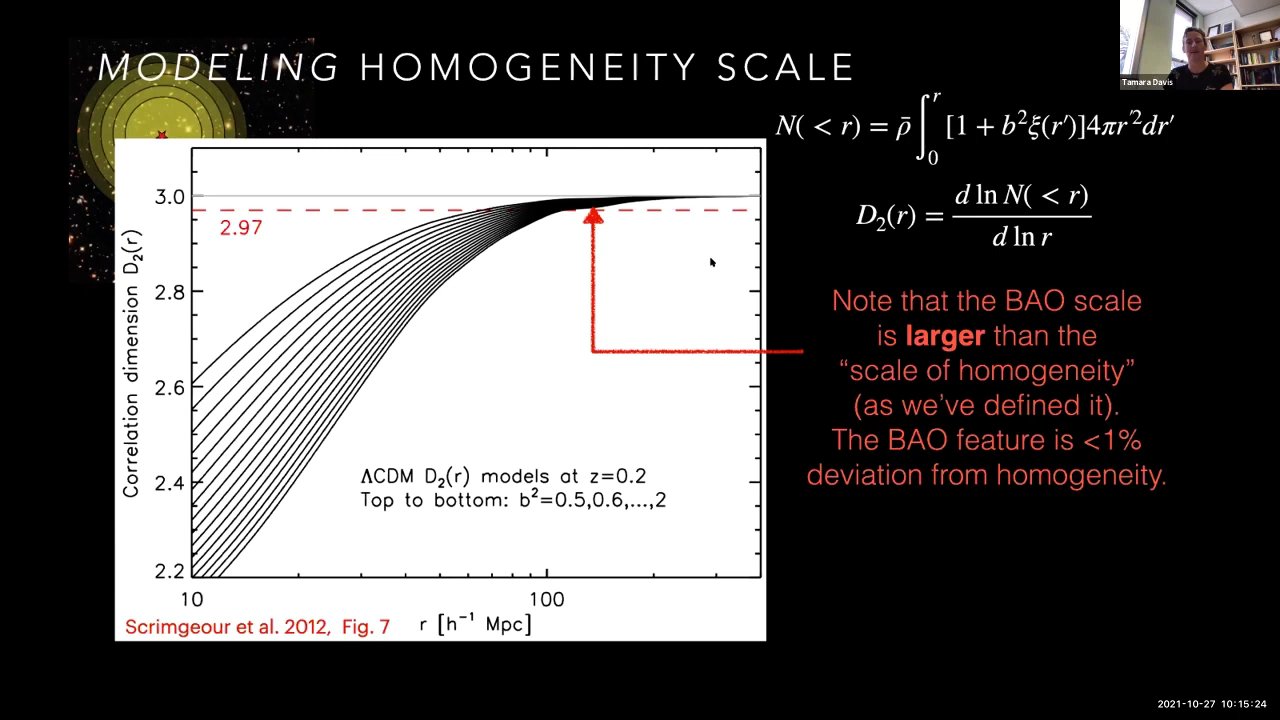 MODELING HOMOGENEITY SCALE
Tamara Davis
N( < r) = ρ̄ ∫₀ʳ [1 + b²ξ(r′)]4πr′²dr′
D₂(r) = d ln N( < r) / d ln r
Note that the BAO scale
is larger than the
“scale of homogeneity”
(as we’ve defined it).
The BAO feature is <1%
deviation from homogeneity.
Correlation dimension D₂(r)
3.0
2.97
2.8
2.6
2.4
2.2
ΛCDM D₂(r) models at z=0.2
Top to bottom: b²=0.5,0.6,...,2
10
100
r [h⁻¹ Mpc]
Scrimgeour et al. 2012, Fig. 7
2021-10-27 10:15:24